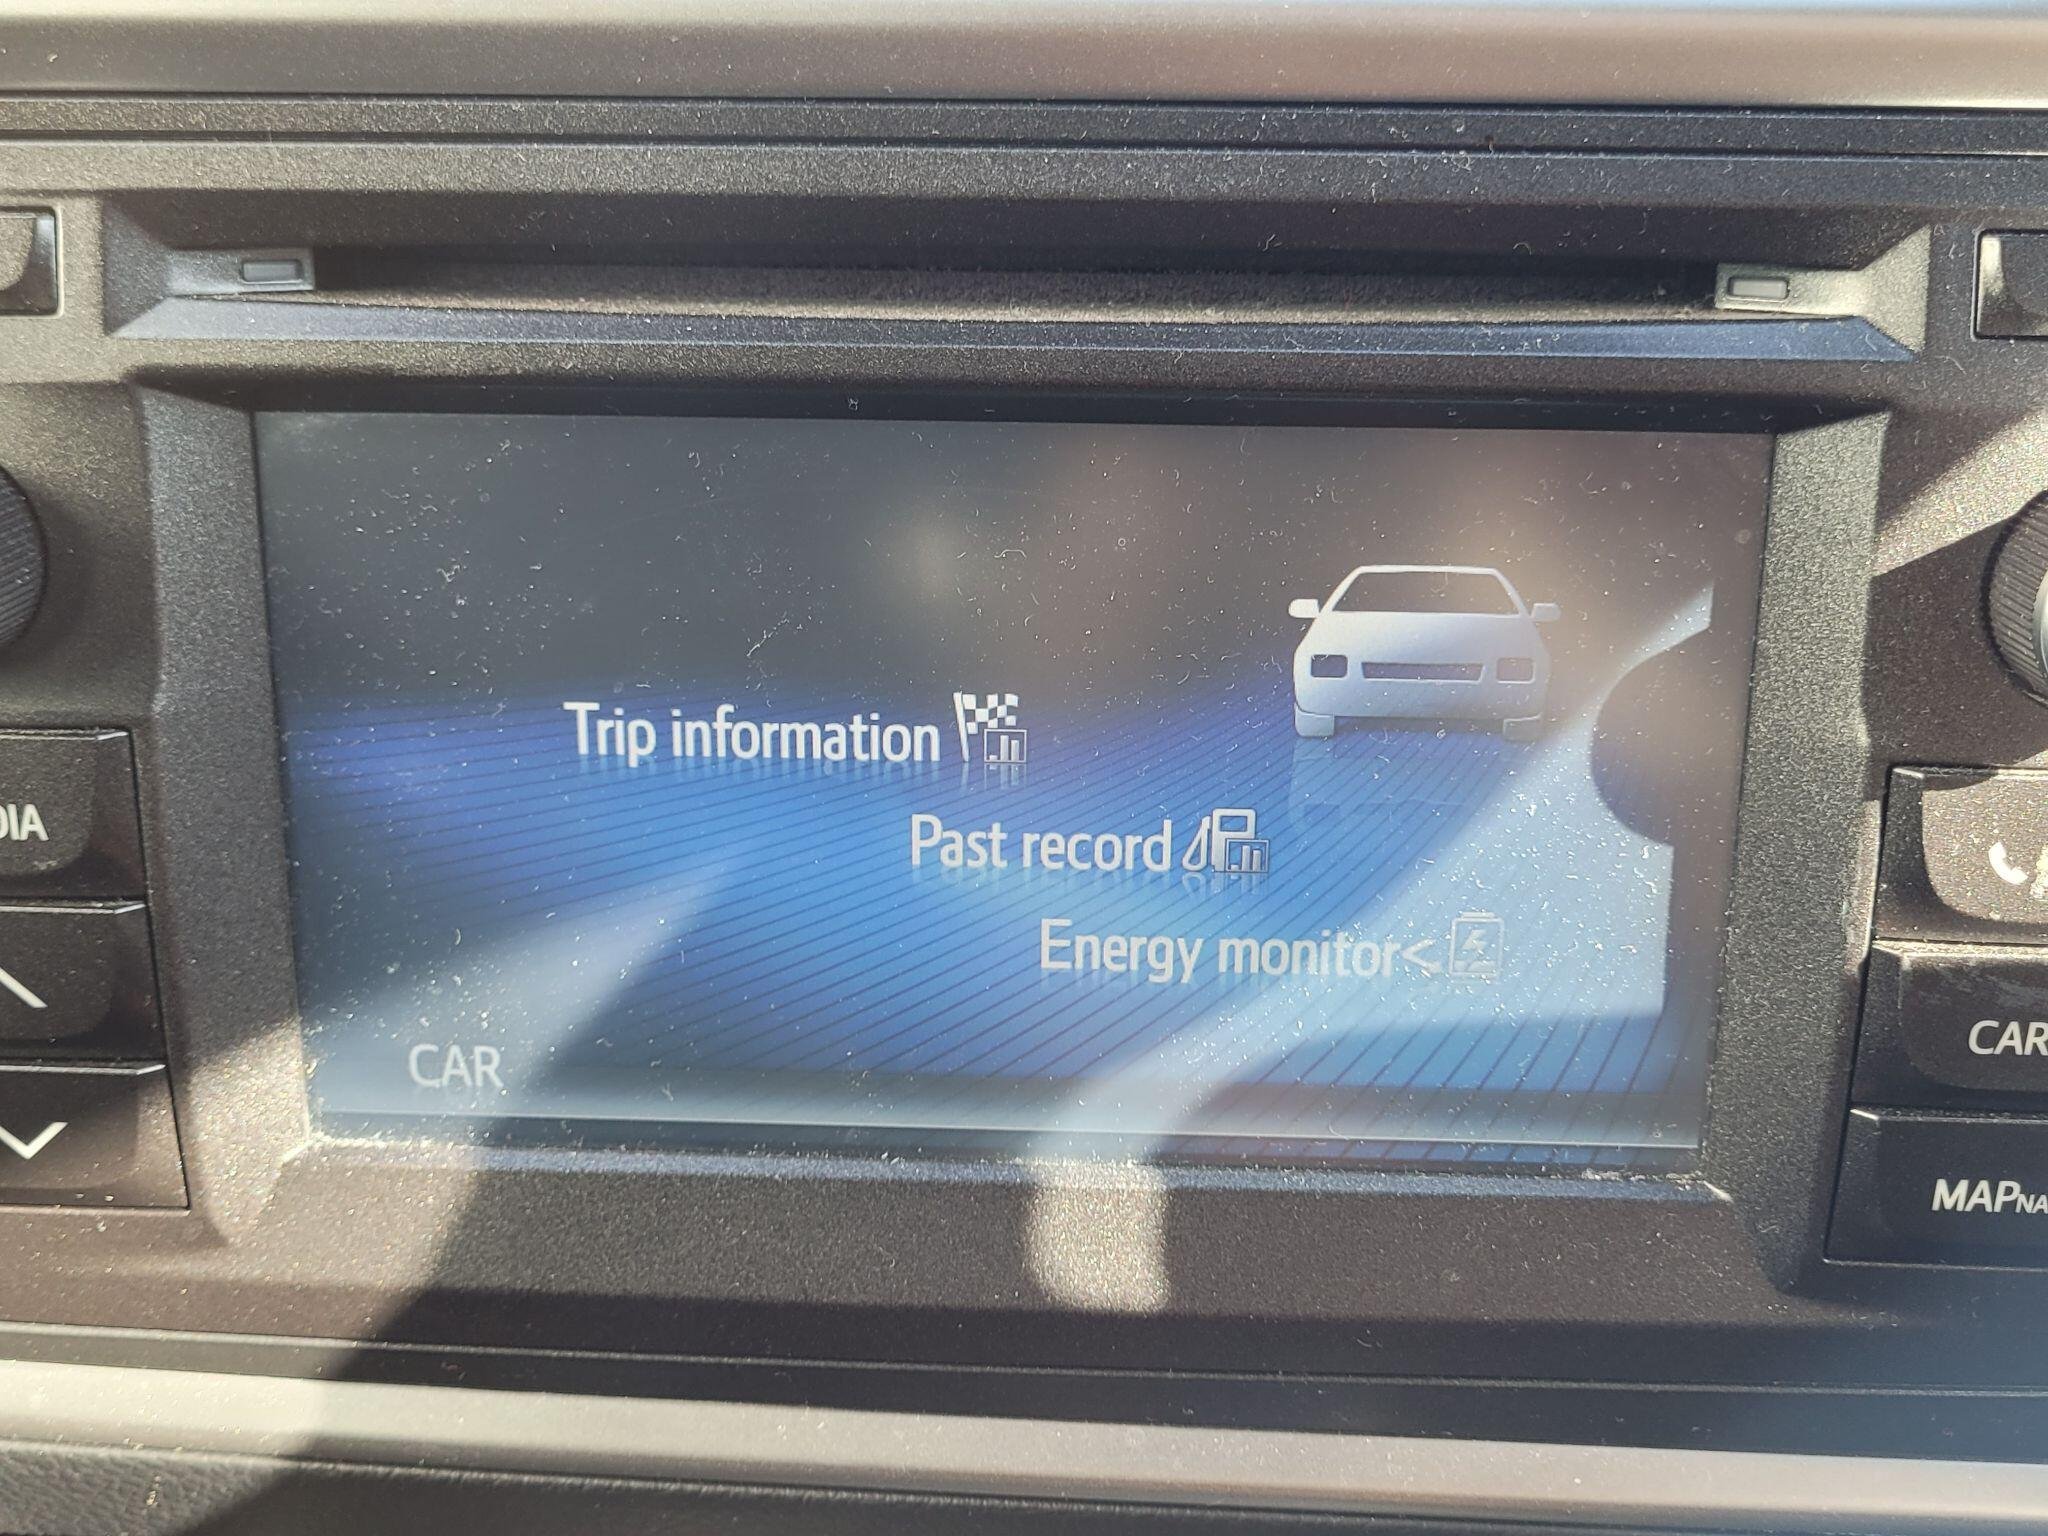 Trip information
Past record
Energy monitor<
CAR
DIA
CAR
MAPNA